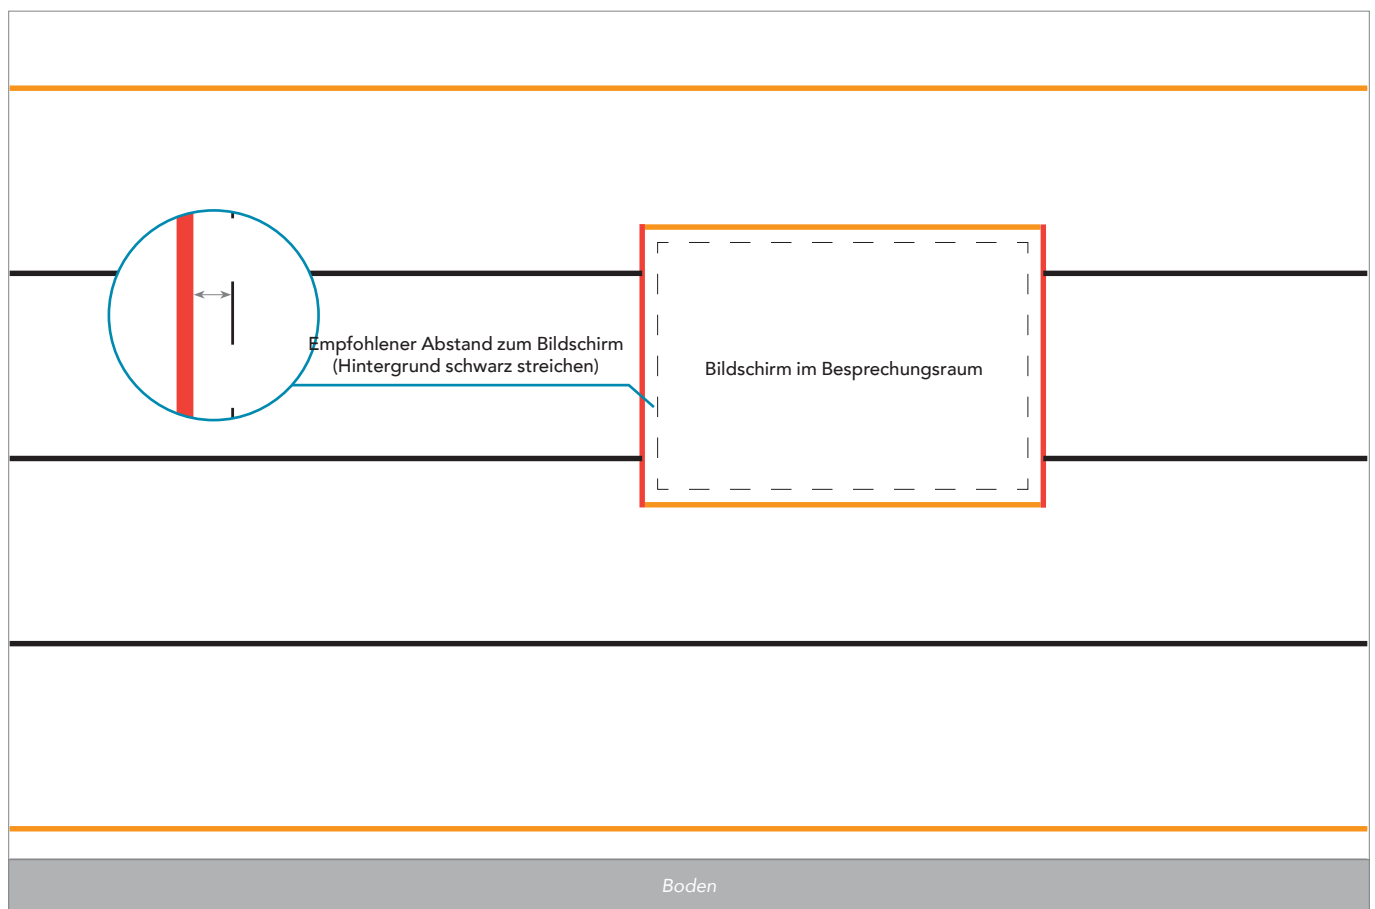 Empfohlener Abstand zum Bildschirm
(Hintergrund schwarz streichen)
Bildschirm im Besprechungsraum
Boden